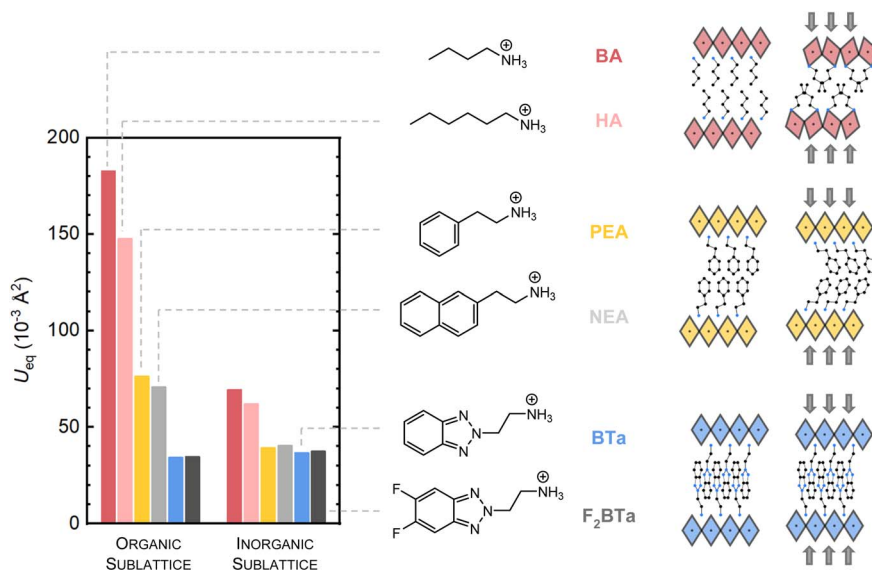 NH₃
⊕
BA
NH₃
⊕
HA
200
150
100
50
0
Uₑq (10⁻³ Å²)
NH₃
⊕
PEA
NH₃
⊕
NEA
N
N
N
NH₃
⊕
BTa
F
F
N
N
N
NH₃
⊕
F₂BTa
ORGANIC
SUBLATTICE
INORGANIC
SUBLATTICE